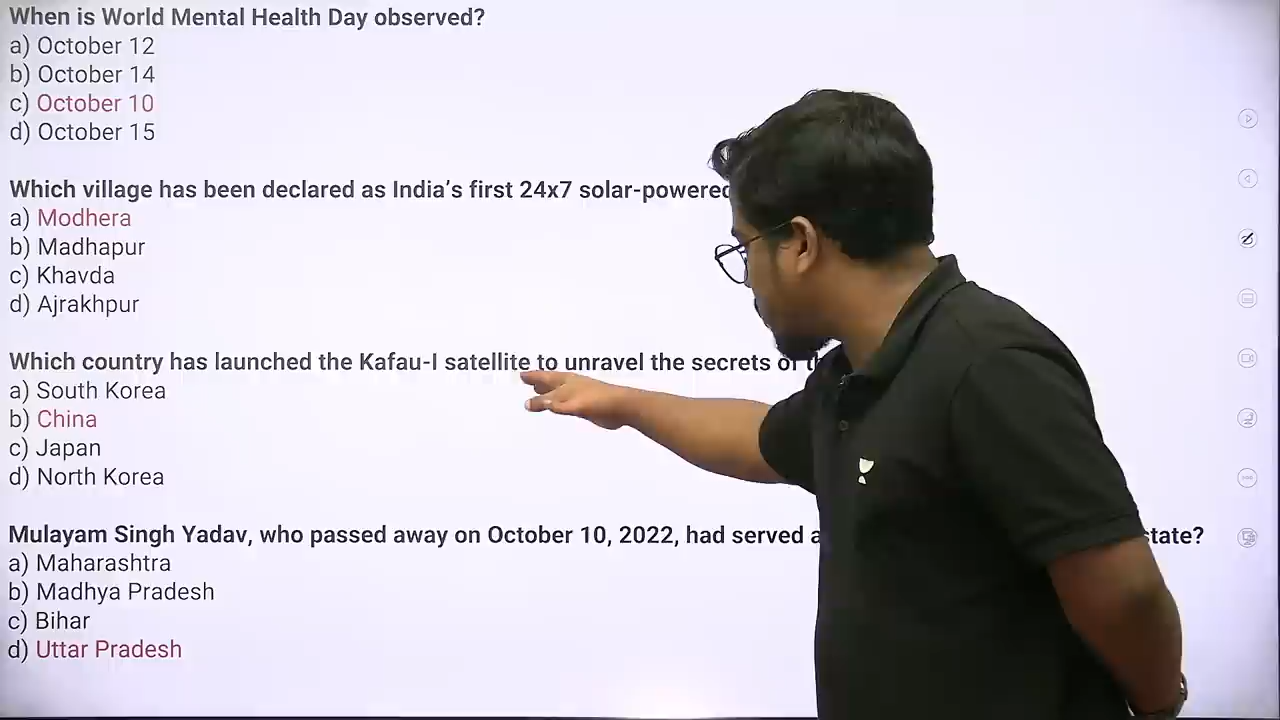 When is World Mental Health Day observed?
a) October 12
b) October 14
c) October 10
d) October 15
Which village has been declared as India's first 24x7 solar-powered
a) Modhera
b) Madhapur
c) Khavda
d) Ajrakhpur
Which country has launched the Kafau-I satellite to unravel the secrets of
a) South Korea
b) China
c) Japan
d) North Korea
Mulayam Singh Yadav, who passed away on October 10, 2022, had served state?
a) Maharashtra
b) Madhya Pradesh
c) Bihar
d) Uttar Pradesh